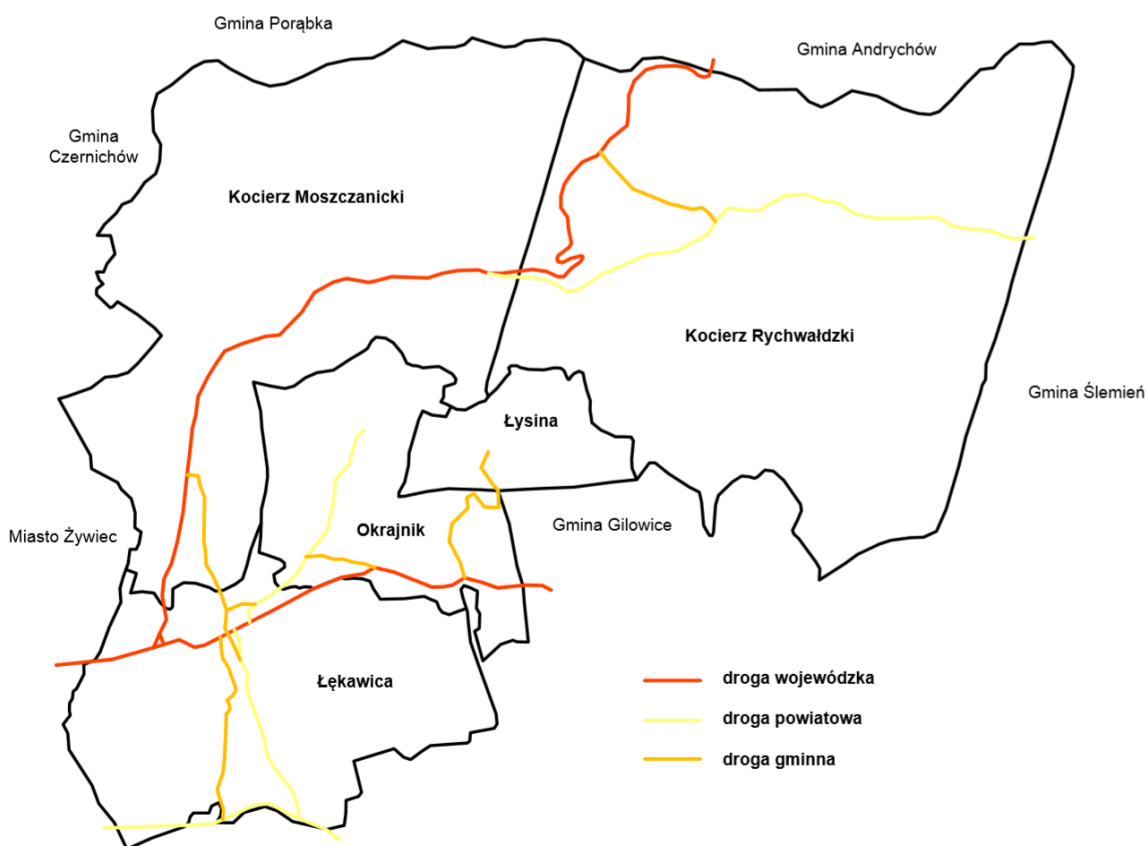 Gmina Porąbka
Gmina Andrychów
Gmina
Czernichów
Kocierz Moszczanicki
Kocierz Rychwałdzki
Gmina Ślemień
Łysina
Okrajnik
Gmina Gilowice
Miasto Żywiec
Łękawica
droga wojewódzka
droga powiatowa
droga gminna